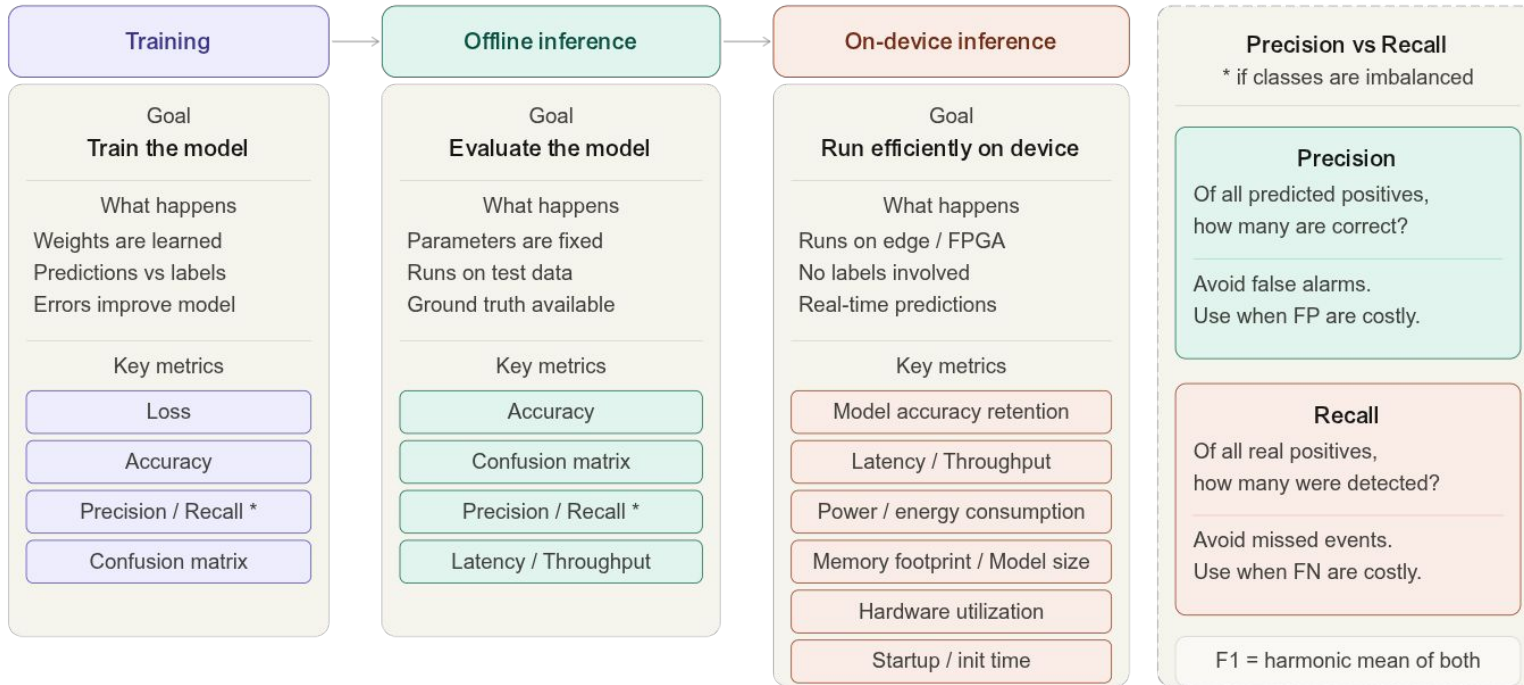 Training
Goal
Train the model
What happens
Weights are learned
Predictions vs labels
Errors improve model
Key metrics
Loss
Accuracy
Precision / Recall *
Confusion matrix
Offline inference
Goal
Evaluate the model
What happens
Parameters are fixed
Runs on test data
Ground truth available
Key metrics
Accuracy
Confusion matrix
Precision / Recall *
Latency / Throughput
On-device inference
Goal
Run efficiently on device
What happens
Runs on edge / FPGA
No labels involved
Real-time predictions
Key metrics
Model accuracy retention
Latency / Throughput
Power / energy consumption
Memory footprint / Model size
Hardware utilization
Startup / init time
Precision vs Recall
* if classes are imbalanced
Precision
Of all predicted positives,
how many are correct?
Avoid false alarms.
Use when FP are costly.
Recall
Of all real positives,
how many were detected?
Avoid missed events.
Use when FN are costly.
F1 = harmonic mean of both